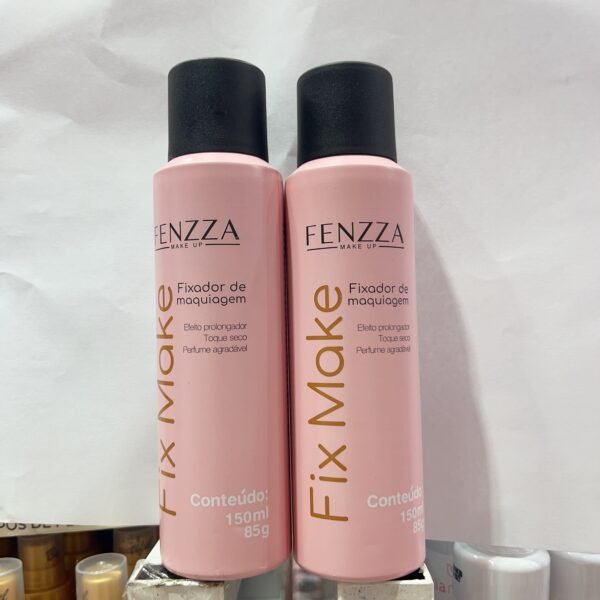 FENZZA
MAKE UP
Fixador de
maquiagem
Efeito prolongador
Toque seco
Perfume agradável
Fix Make
Conteúdo:
150ml
85g
FENZZA
MAKE UP
Fixador de
maquiagem
Efeito prolongador
Toque seco
Perfume agradável
Fix Make
Conteúdo:
150ml
85g